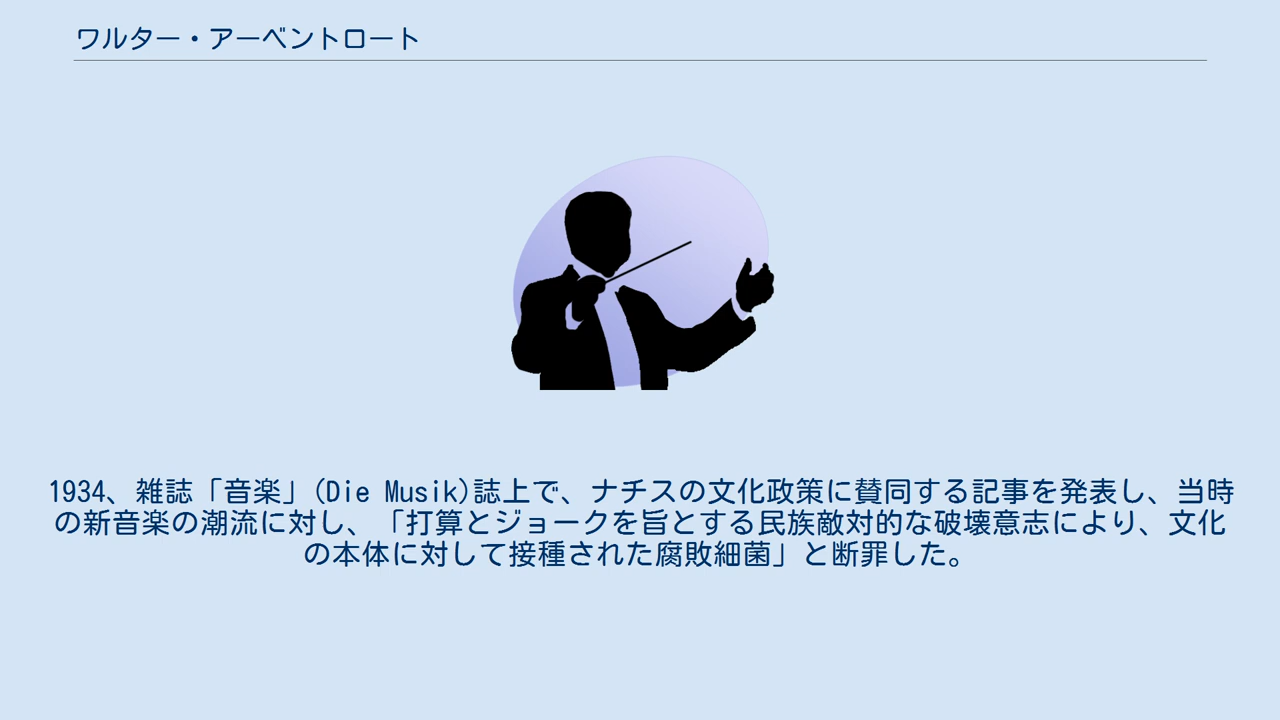 ワルター・アーベントロート
1934、雑誌「音楽」(Die Musik)誌上で、ナチスの文化政策に賛同する記事を発表し、当時
の新音楽の潮流に対し、「打算とジョークを旨とする民族敵対的な破壊意志により、文化
の本体に対して接種された腐敗細菌」と断罪した。